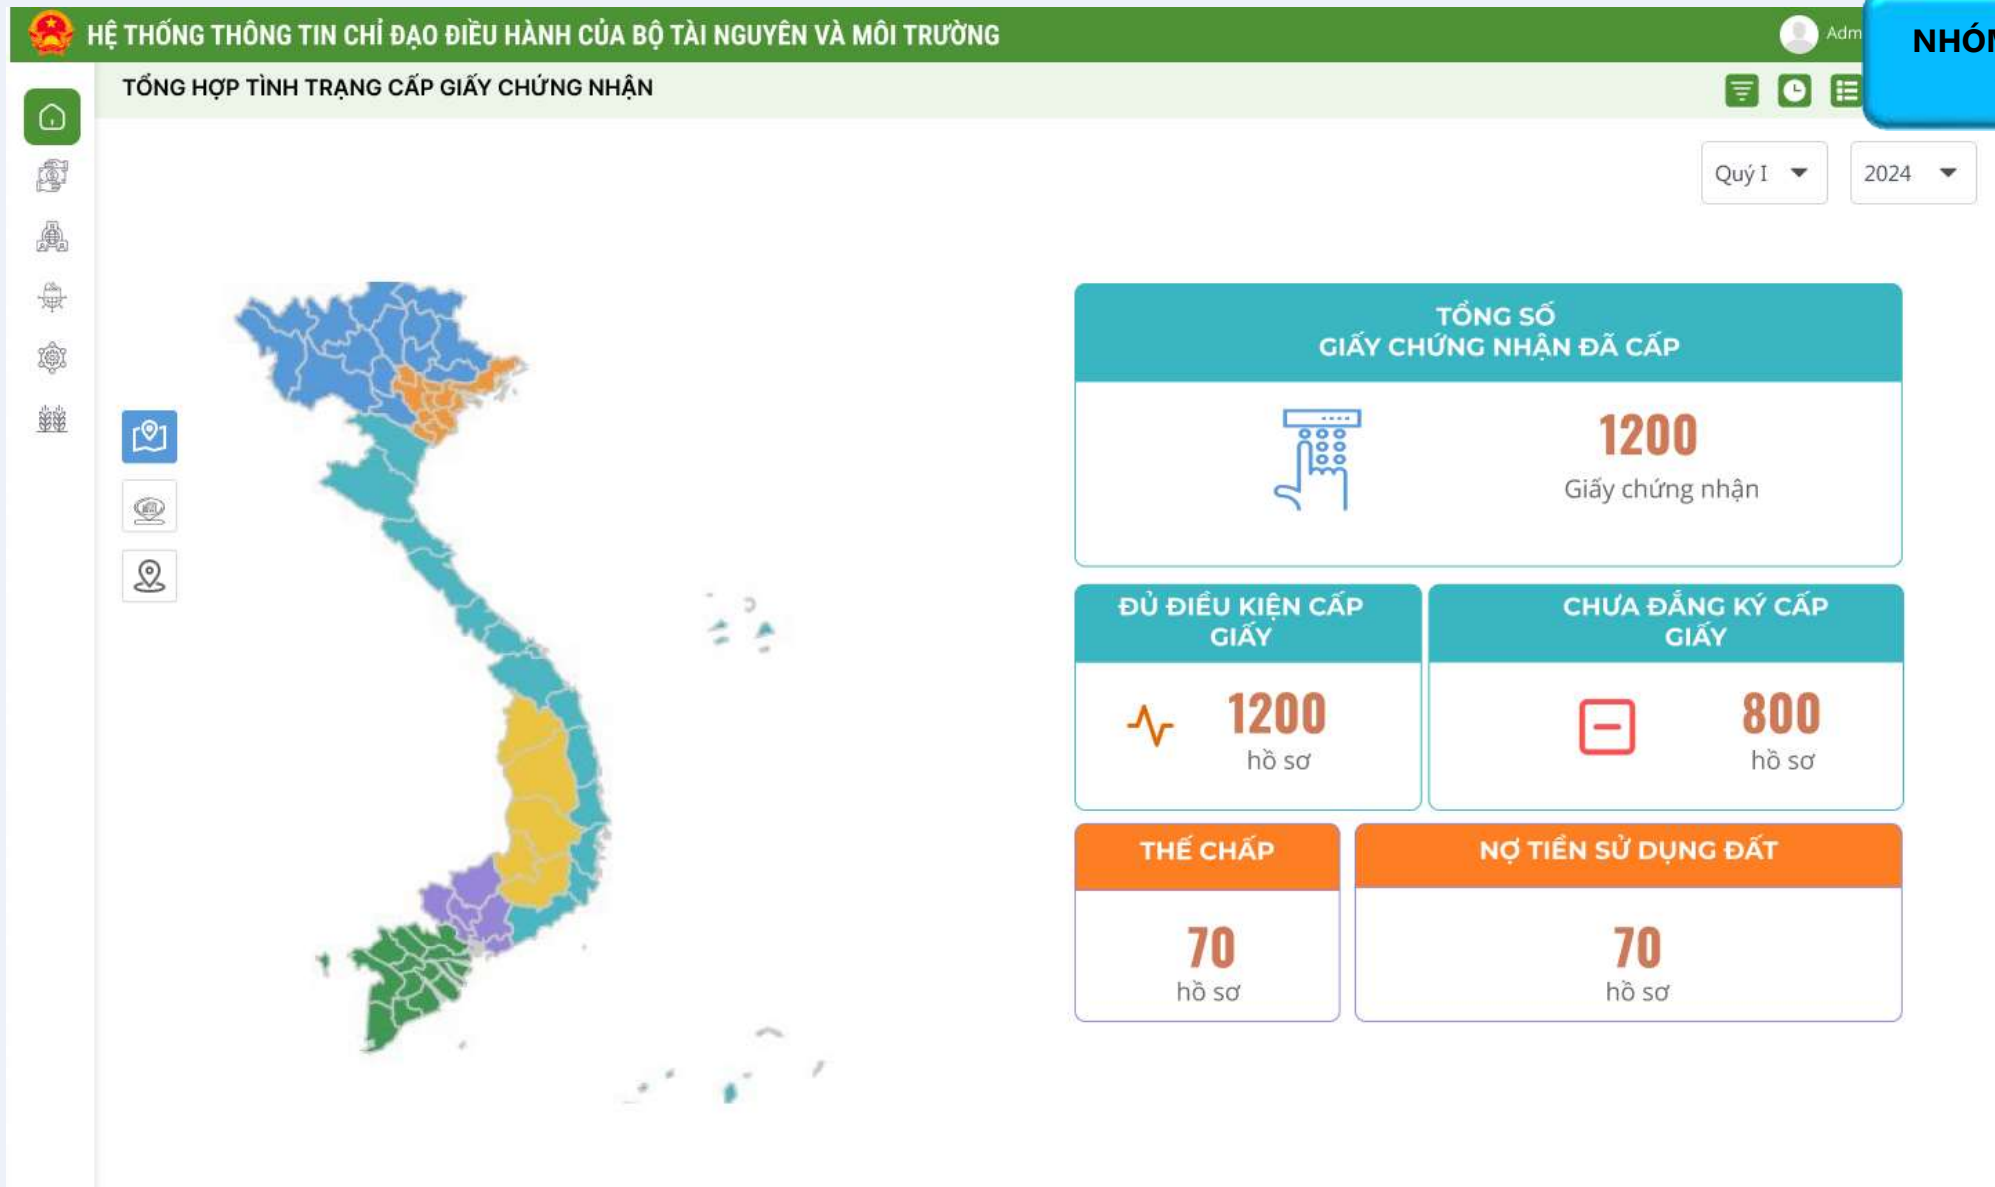 HỆ THỐNG THÔNG TIN CHỈ ĐẠO ĐIỀU HÀNH CỦA BỘ TÀI NGUYÊN VÀ MÔI TRƯỜNG
Adm
NHÓM
TỔNG HỢP TÌNH TRẠNG CẤP GIẤY CHỨNG NHẬN
Quý I
2024
TỔNG SỐ
GIẤY CHỨNG NHẬN ĐÃ CẤP
1200
Giấy chứng nhận
ĐỦ ĐIỀU KIỆN CẤP
GIẤY
1200
hồ sơ
CHƯA ĐẮNG KÝ CẤP
GIẤY
800
hồ sơ
THẾ CHẤP
70
hồ sơ
NỢ TIỀN SỬ DỤNG ĐẤT
70
hồ sơ